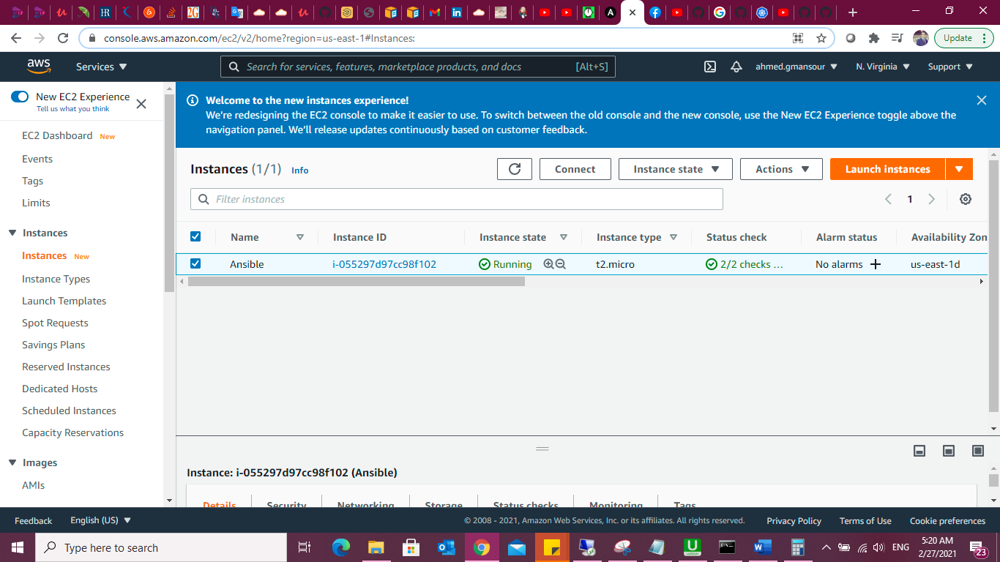 console.aws.amazon.com/ec2/v2/home?region=us-east-1#Instances:
Update
aws
Services
Search for services, features, marketplace products, and docs
[Alt+S]
ahmed.gmansour
N. Virginia
Support
New EC2 Experience
Tell us what you think
EC2 Dashboard New
Events
Tags
Limits
Instances
Instances New
Instance Types
Launch Templates
Spot Requests
Savings Plans
Reserved Instances
Dedicated Hosts
Scheduled Instances
Capacity Reservations
Images
AMIs
Welcome to the new instances experience!
We're redesigning the EC2 console to make it easier to use. To switch between the old console and the new console, use the New EC2 Experience toggle above the
navigation panel. We'll release updates continuously based on customer feedback.
Instances (1/1) Info
Connect
Instance state
Actions
Launch instances
Filter instances
1
Name Instance ID Instance state Instance type Status check Alarm status Availability Zon
Ansible i-055297d97cc98f102 Running t2.micro 2/2 checks ... No alarms us-east-1d
Instance: i-055297d97cc98f102 (Ansible)
Details Security Networking Storage Status checks Monitoring Tags
Feedback English (US) © 2008 - 2021, Amazon Web Services, Inc. or its affiliates. All rights reserved. Privacy Policy Terms of Use Cookie preferences
Type here to search
ENG
5:20 AM
2/27/2021
23